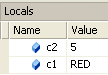 Locals
Name Value
c2 5
c1 RED